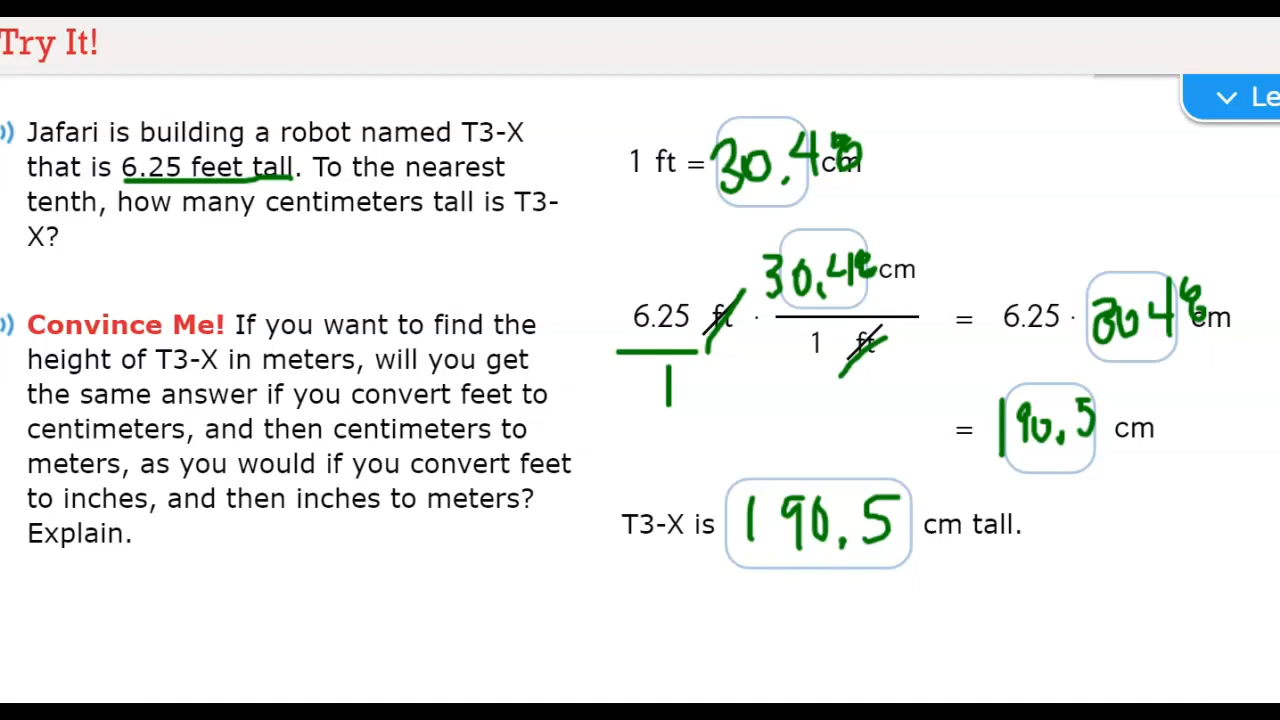 Try It!
Le
Jafari is building a robot named T3-X
that is 6.25 feet tall. To the nearest
tenth, how many centimeters tall is T3-
X?
1 ft = 30.48 cm
Convince Me! If you want to find the
height of T3-X in meters, will you get
the same answer if you convert feet to
centimeters, and then centimeters to
meters, as you would if you convert feet
to inches, and then inches to meters?
Explain.
30.48 cm
6.25 ft · = 6.25 · 30.48 cm
1 1 ft
= 190.5 cm
T3-X is 190.5 cm tall.